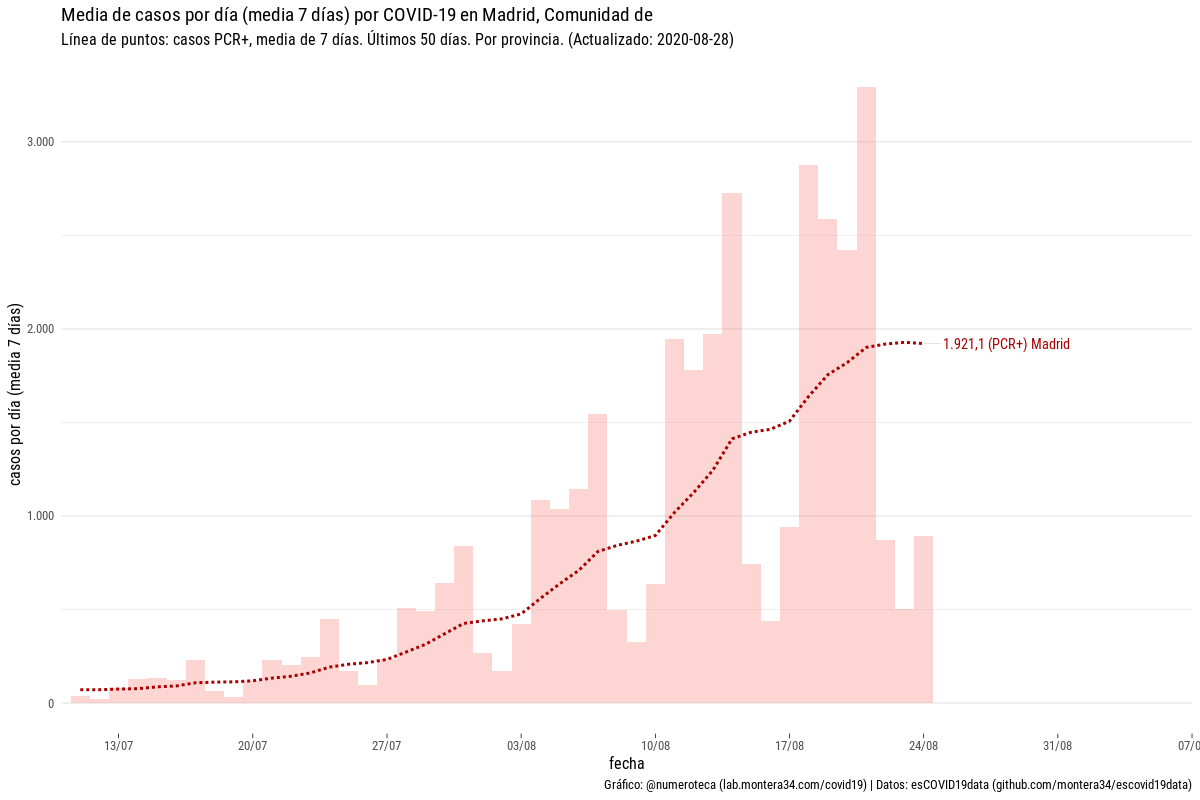 Media de casos por día (media 7 días) por COVID-19 en Madrid, Comunidad de
Línea de puntos: casos PCR+, media de 7 días. Últimos 50 días. Por provincia. (Actualizado: 2020-08-28)
casos por día (media 7 días)
3.000
2.000
1.000
0
1.921,1 (PCR+) Madrid
13/07
20/07
27/07
03/08
10/08
17/08
24/08
31/08
07/0
fecha
Gráfico: @numeroteca (lab.montera34.com/covid19) | Datos: esCOVID19data (github.com/montera34/escovid19data)